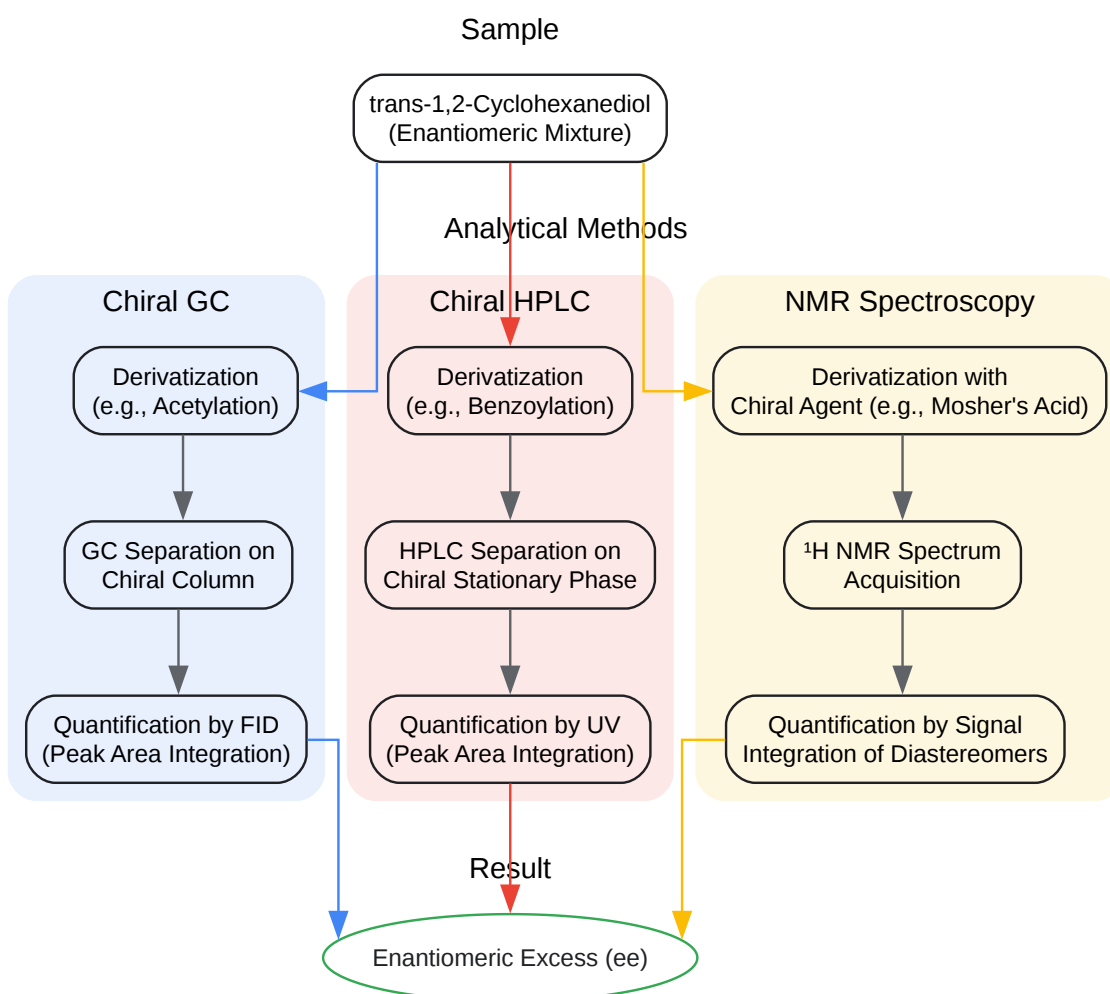 Sample
trans-1,2-Cyclohexanediol
(Enantiomeric Mixture)
Analytical Methods
Chiral GC
Derivatization
(e.g., Acetylation)
GC Separation on
Chiral Column
Quantification by FID
(Peak Area Integration)
Chiral HPLC
Derivatization
(e.g., Benzoylation)
HPLC Separation on
Chiral Stationary Phase
Quantification by UV
(Peak Area Integration)
NMR Spectroscopy
Derivatization with
Chiral Agent (e.g., Mosher's Acid)
¹H NMR Spectrum
Acquisition
Quantification by Signal
Integration of Diastereomers
Result
Enantiomeric Excess (ee)